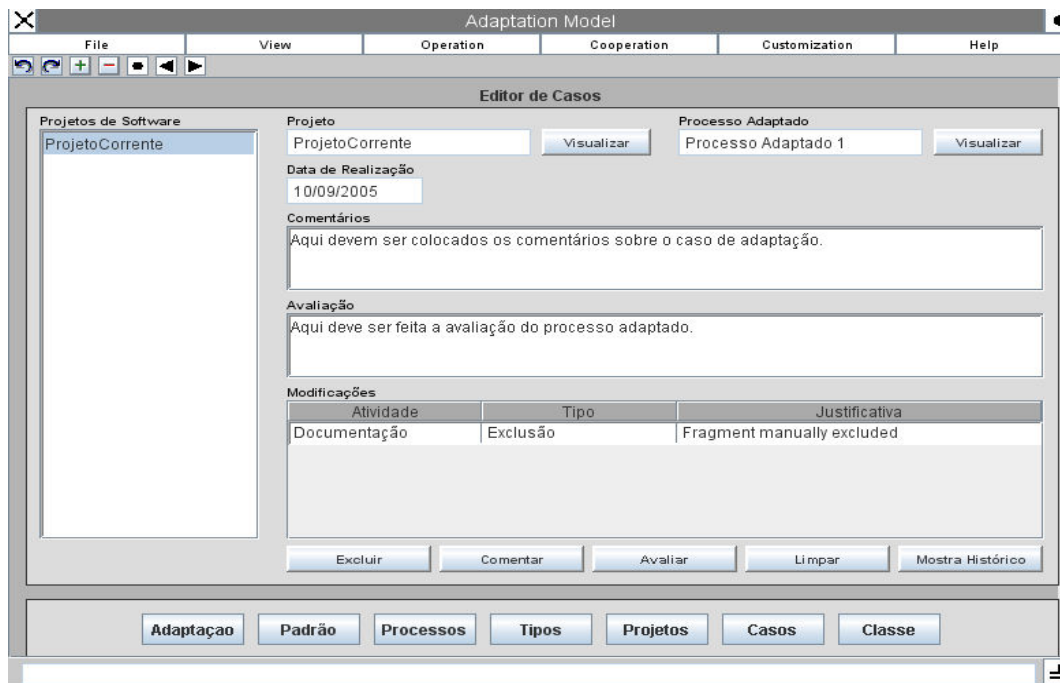 Adaptation Model
File View Operation Cooperation Customization Help
Editor de Casos
Projetos de Software
ProjetoCorrente
Projeto Processo Adaptado
ProjetoCorrente Visualizar Processo Adaptado 1 Visualizar
Data de Realização
10/09/2005
Comentários
Aqui devem ser colocados os comentários sobre o caso de adaptação.
Avaliação
Aqui deve ser feita a avaliação do processo adaptado.
Modificações
Atividade Tipo Justificativa
Documentação Exclusão Fragment manually excluded
Excluir Comentar Avaliar Limpar Mostra Histórico
Adaptaçao Padrão Processos Tipos Projetos Casos Classe